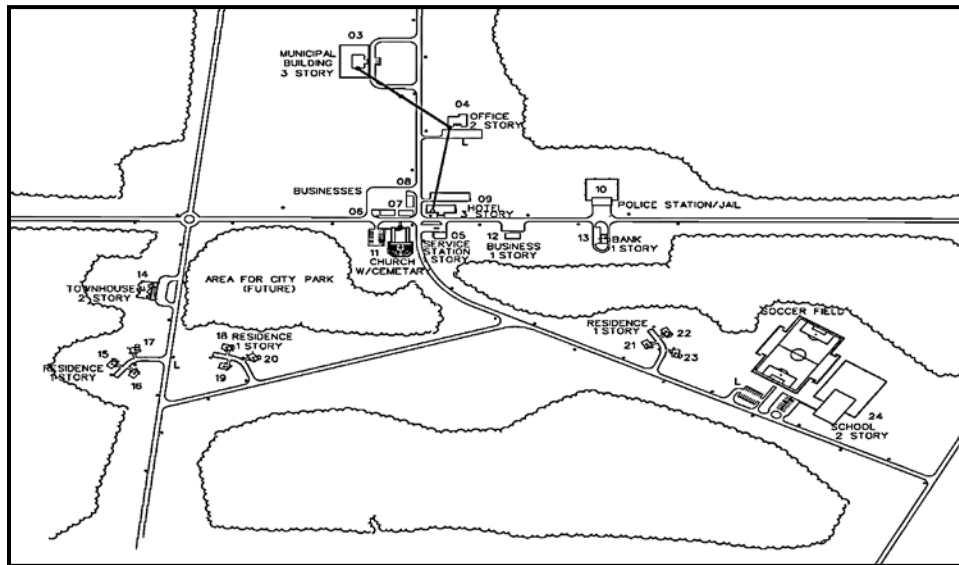 03
MUNICIPAL
BUILDING
3 STORY
04
OFFICE
2 STORY
L
08
BUSINESSES
07
06
09
HOTEL
3 STORY
10
POLICE STATION/JAIL
11
CHURCH
W/CEMETAR
05
SERVICE
STATION
STORY
12
BUSINESS
1 STORY
13
BANK
1 STORY
14
TOWNHOUSE
2 STORY
AREA FOR CITY PARK
(FUTURE)
SOCCER FIELD
17
15
RESIDENCE
1 STORY
16
L
18
RESIDENCE
1 STORY
20
19
RESIDENCE
1 STORY
22
21
23
L
24
SCHOOL
2 STORY